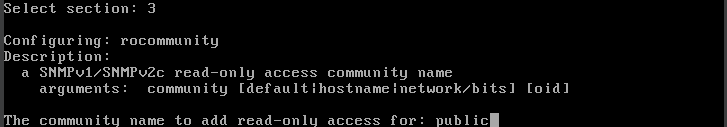 Select section: 3
Configuring: rocommunity
Description:
a SNMPv1/SNMPv2c read-only access community name
arguments: community [default|hostname|network/bits] [oid]
The community name to add read-only access for: public